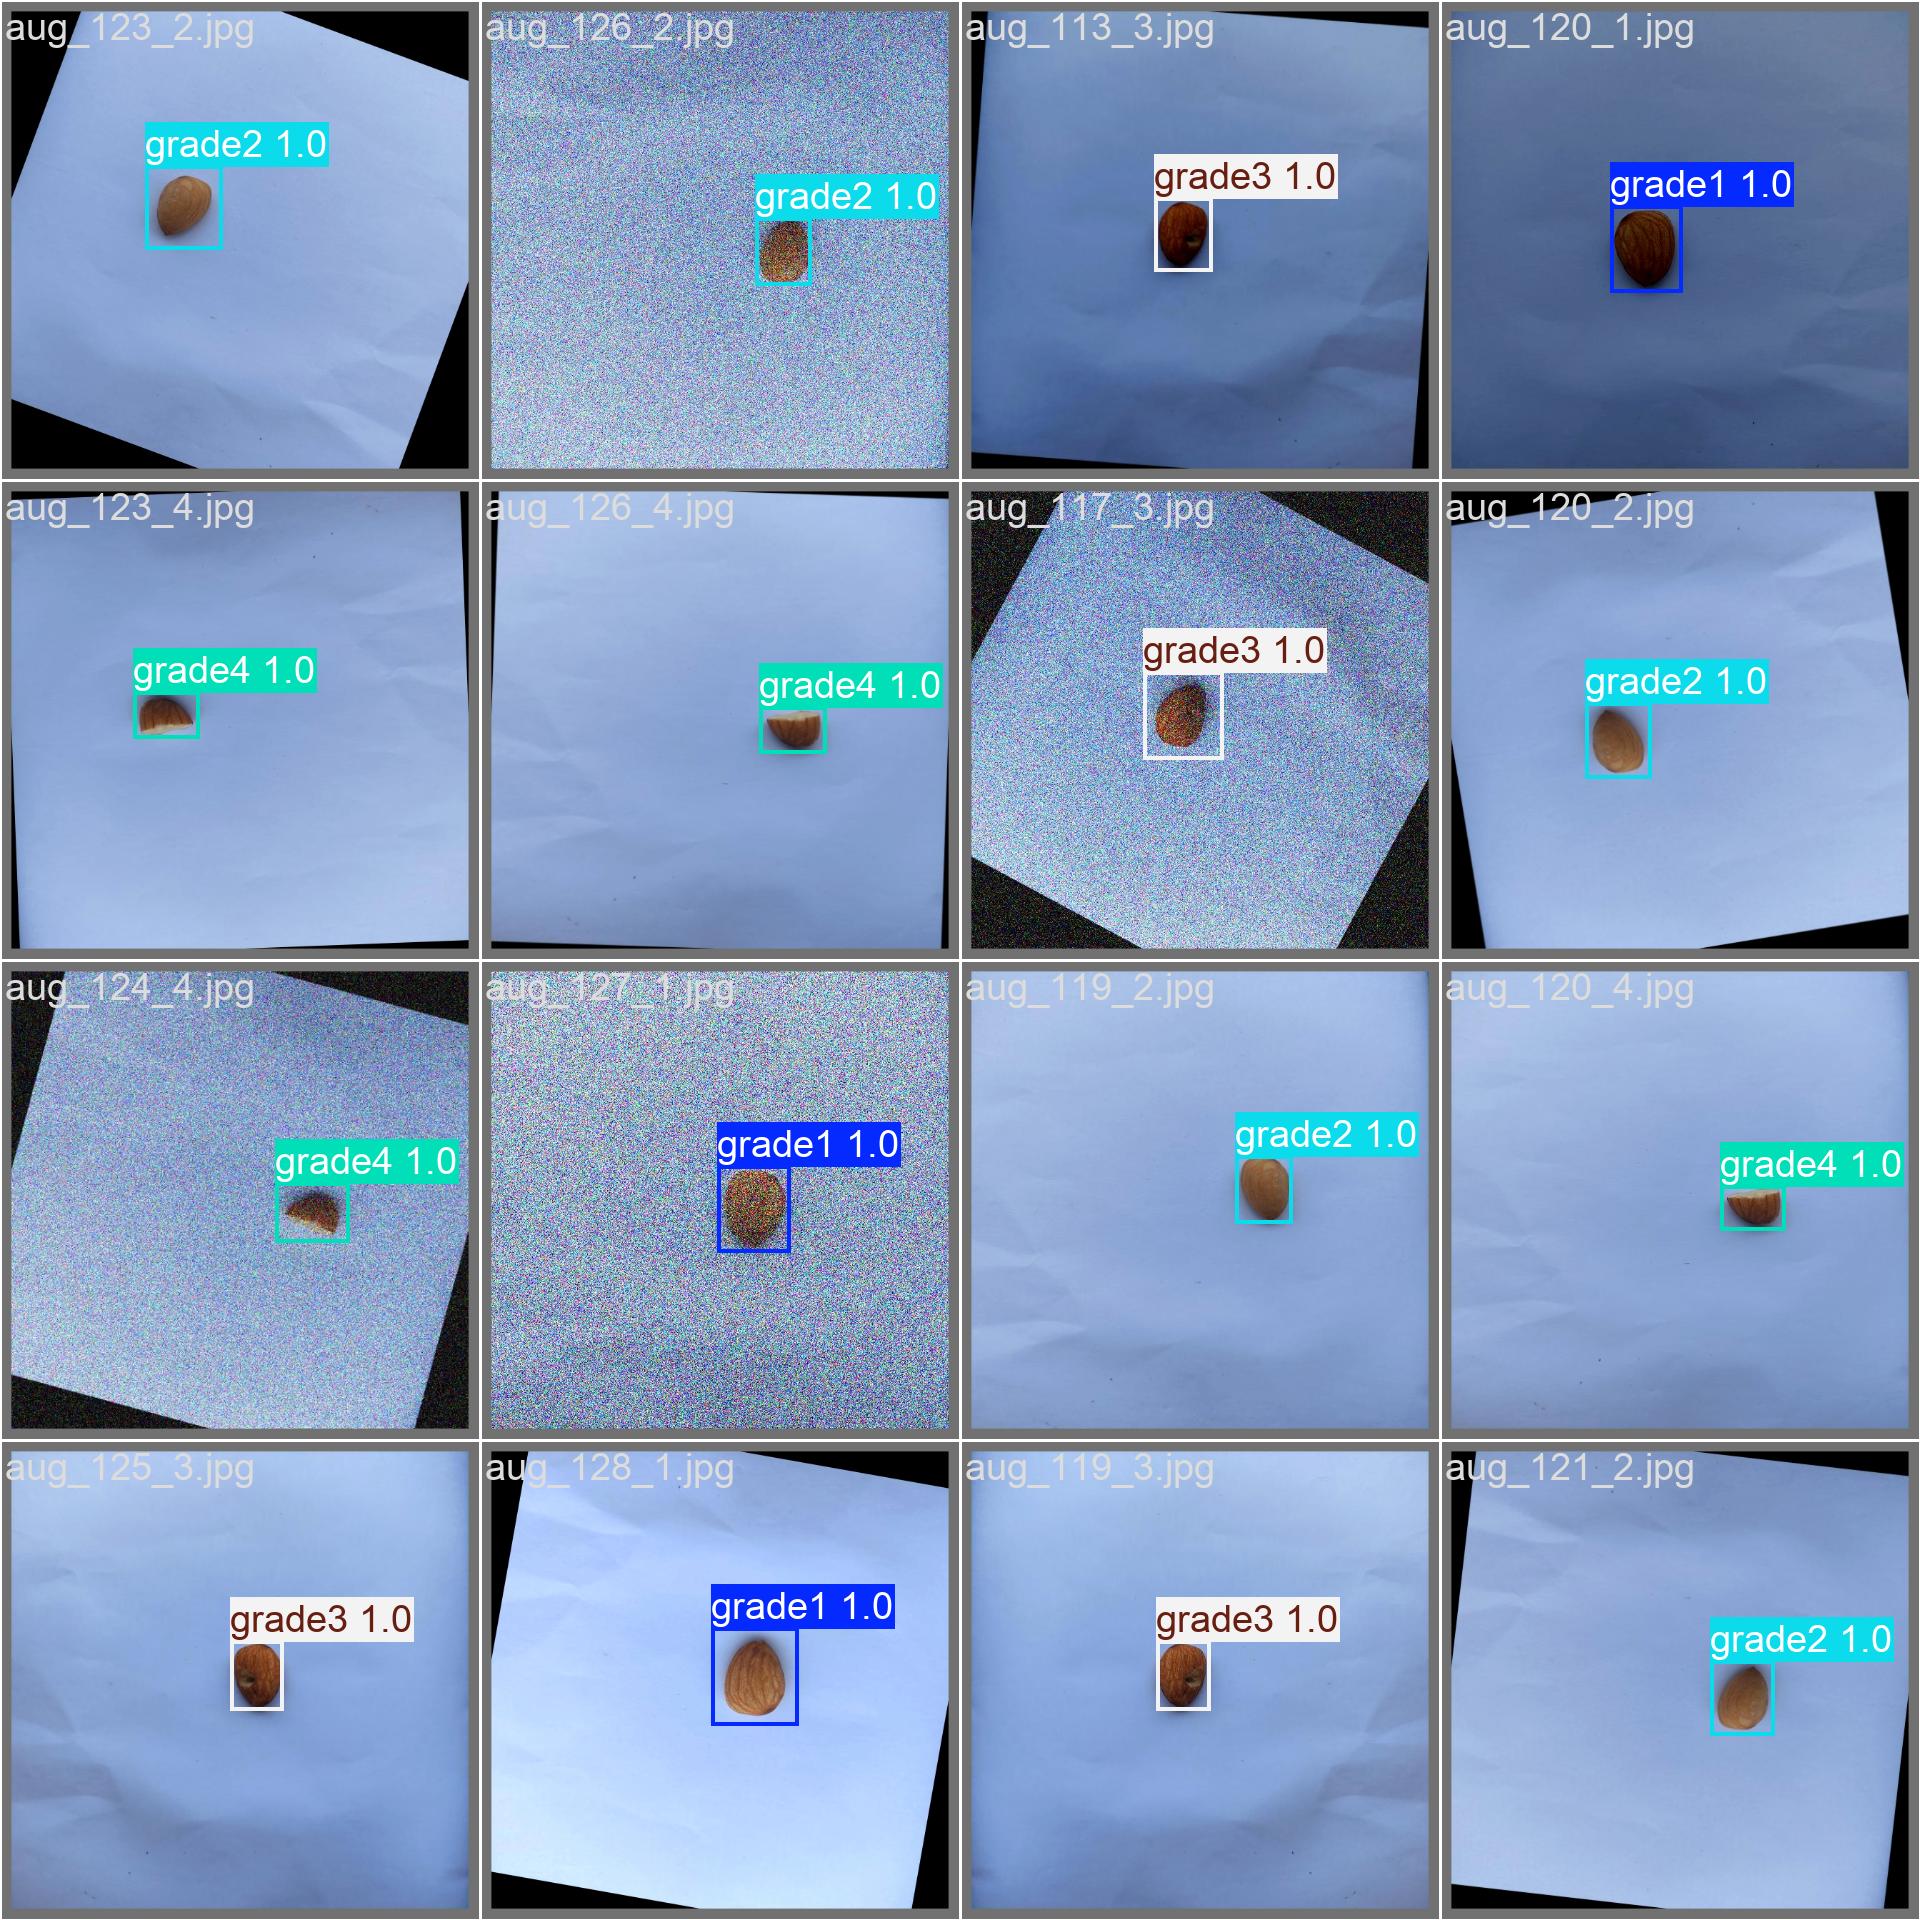 aug_123_2.jpg
grade2 1.0
aug_126_2.jpg
grade2 1.0
aug_113_3.jpg
grade3 1.0
aug_120_1.jpg
grade1 1.0
aug_123_4.jpg
grade4 1.0
aug_126_4.jpg
grade4 1.0
aug_117_3.jpg
grade3 1.0
aug_120_2.jpg
grade2 1.0
aug_124_4.jpg
grade4 1.0
aug_127_1.jpg
grade1 1.0
aug_119_2.jpg
grade2 1.0
aug_120_4.jpg
grade4 1.0
aug_125_3.jpg
grade3 1.0
aug_128_1.jpg
grade1 1.0
aug_119_3.jpg
grade3 1.0
aug_121_2.jpg
grade2 1.0